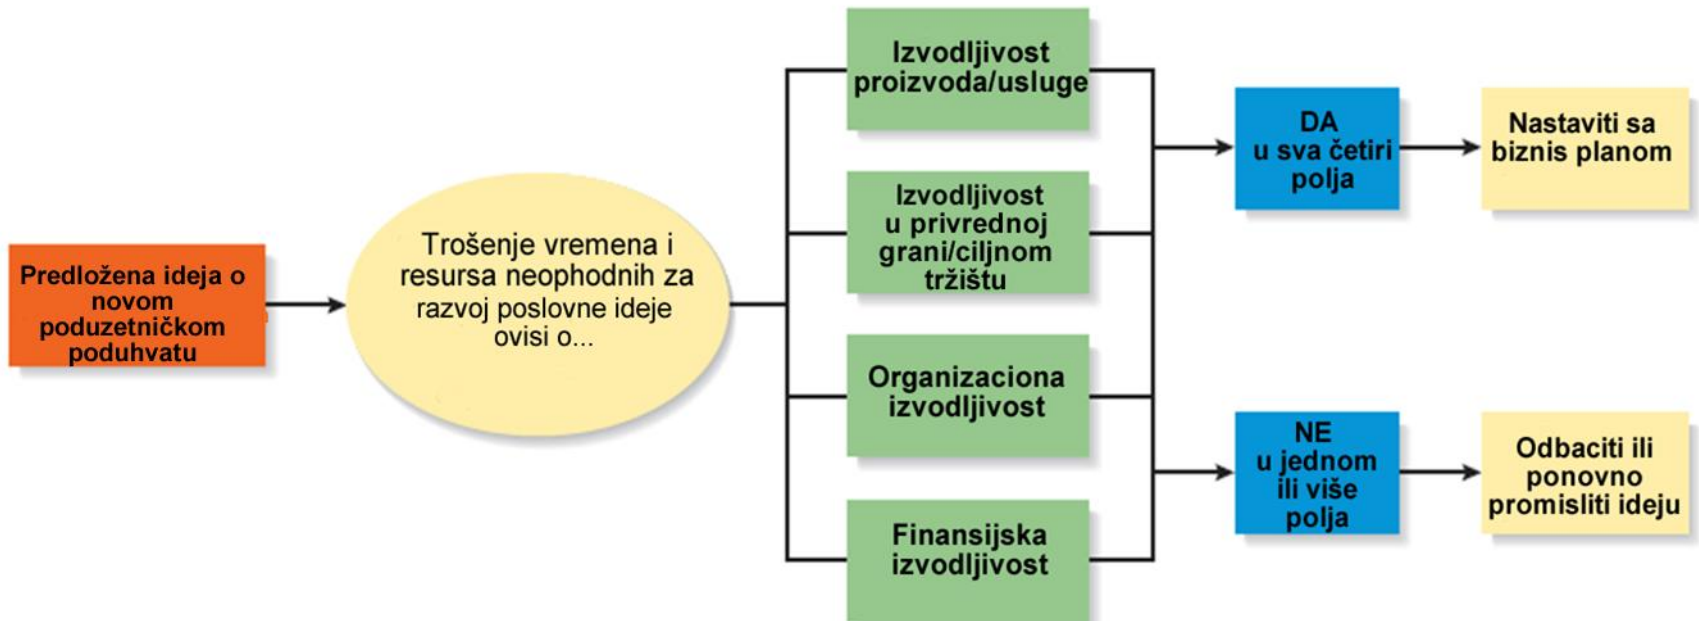 Predložena ideja o
novom
poduzetničkom
poduhvatu
Trošenje vremena i
resursa neophodnih za
razvoj poslovne ideje
ovisi o...
Izvodljivost
proizvoda/usluge
Izvodljivost
u privrednoj
grani/ciljnom
tržištu
Organizaciona
izvodljivost
Finansijska
izvodljivost
DA
u sva četiri
polja
Nastaviti sa
biznis planom
NE
u jednom
ili više
polja
Odbaciti ili
ponovno
promisliti ideju